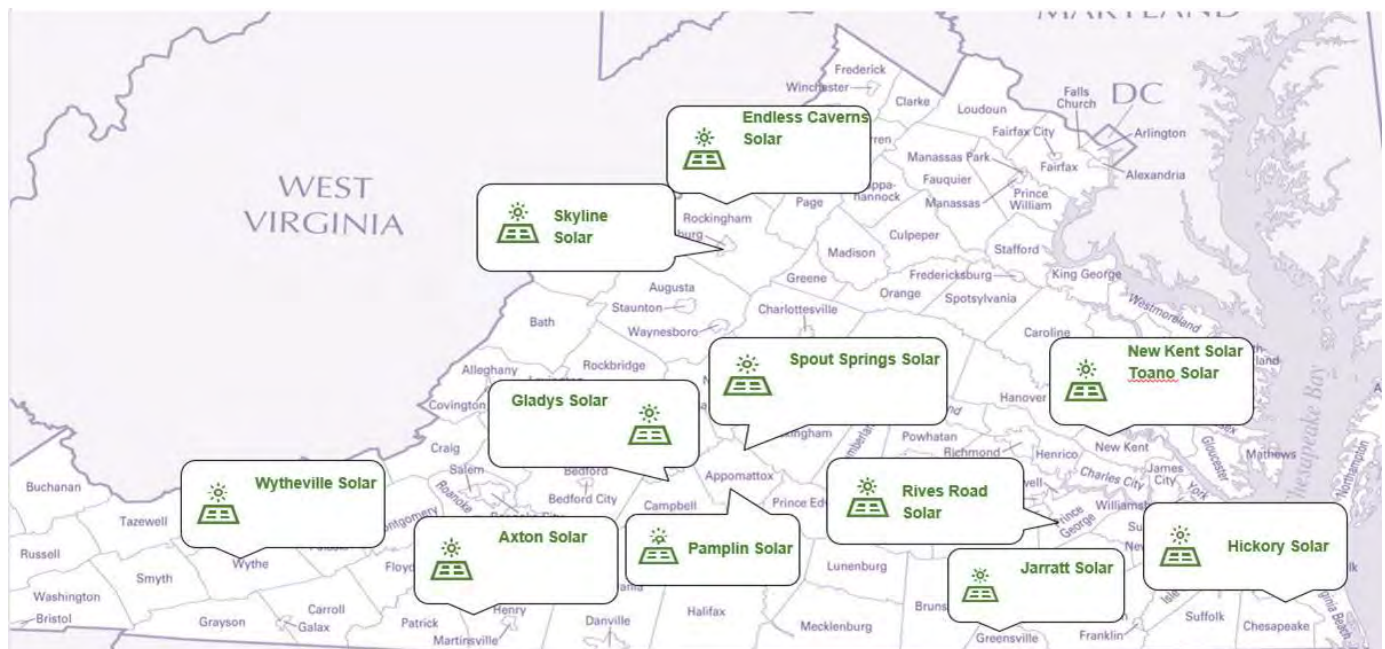 MARYLAND
Frederick
Winchester
Clarke
Loudoun
Falls
Church
DC
Arlington
Fairfax City
Fairfax
Alexandria
Manassas Park
Fauquier
Manassas
Prince
William
Endless Caverns
Solar
WEST
VIRGINIA
Skyline
Solar
Rockingham
Page
Culpeper
Madison
Stafford
Greene
Fredericksburg
King George
Augusta
Orange
Spotsylvania
Westmoreland
Staunton
Charlottesville
Bath
Waynesboro
Caroline
Rockbridge
Spout Springs Solar
New Kent Solar
Toano Solar
Alleghany
Covington
Hanover
Chesapeake Bay
Gladys Solar
Craig
Salem
Roanoke
Bedford
Bedford City
Powhatan
Richmond
Henrico
New Kent
Gloucester
Mathews
Northampton
Appomattox
Charles City
James
City
York
Wytheville Solar
Buchanan
Tazewell
Campbell
Rives Road
Solar
Prince
George
Axton Solar
Pamplin Solar
Hickory Solar
Russell
Wythe
Floyd
Lunenburg
Jarratt Solar
Smyth
Washington
Bristol
Grayson
Carroll
Galax
Patrick
Henry
Martinsville
Danville
Halifax
Mecklenburg
Greensville
Franklin
Suffolk
Chesapeake